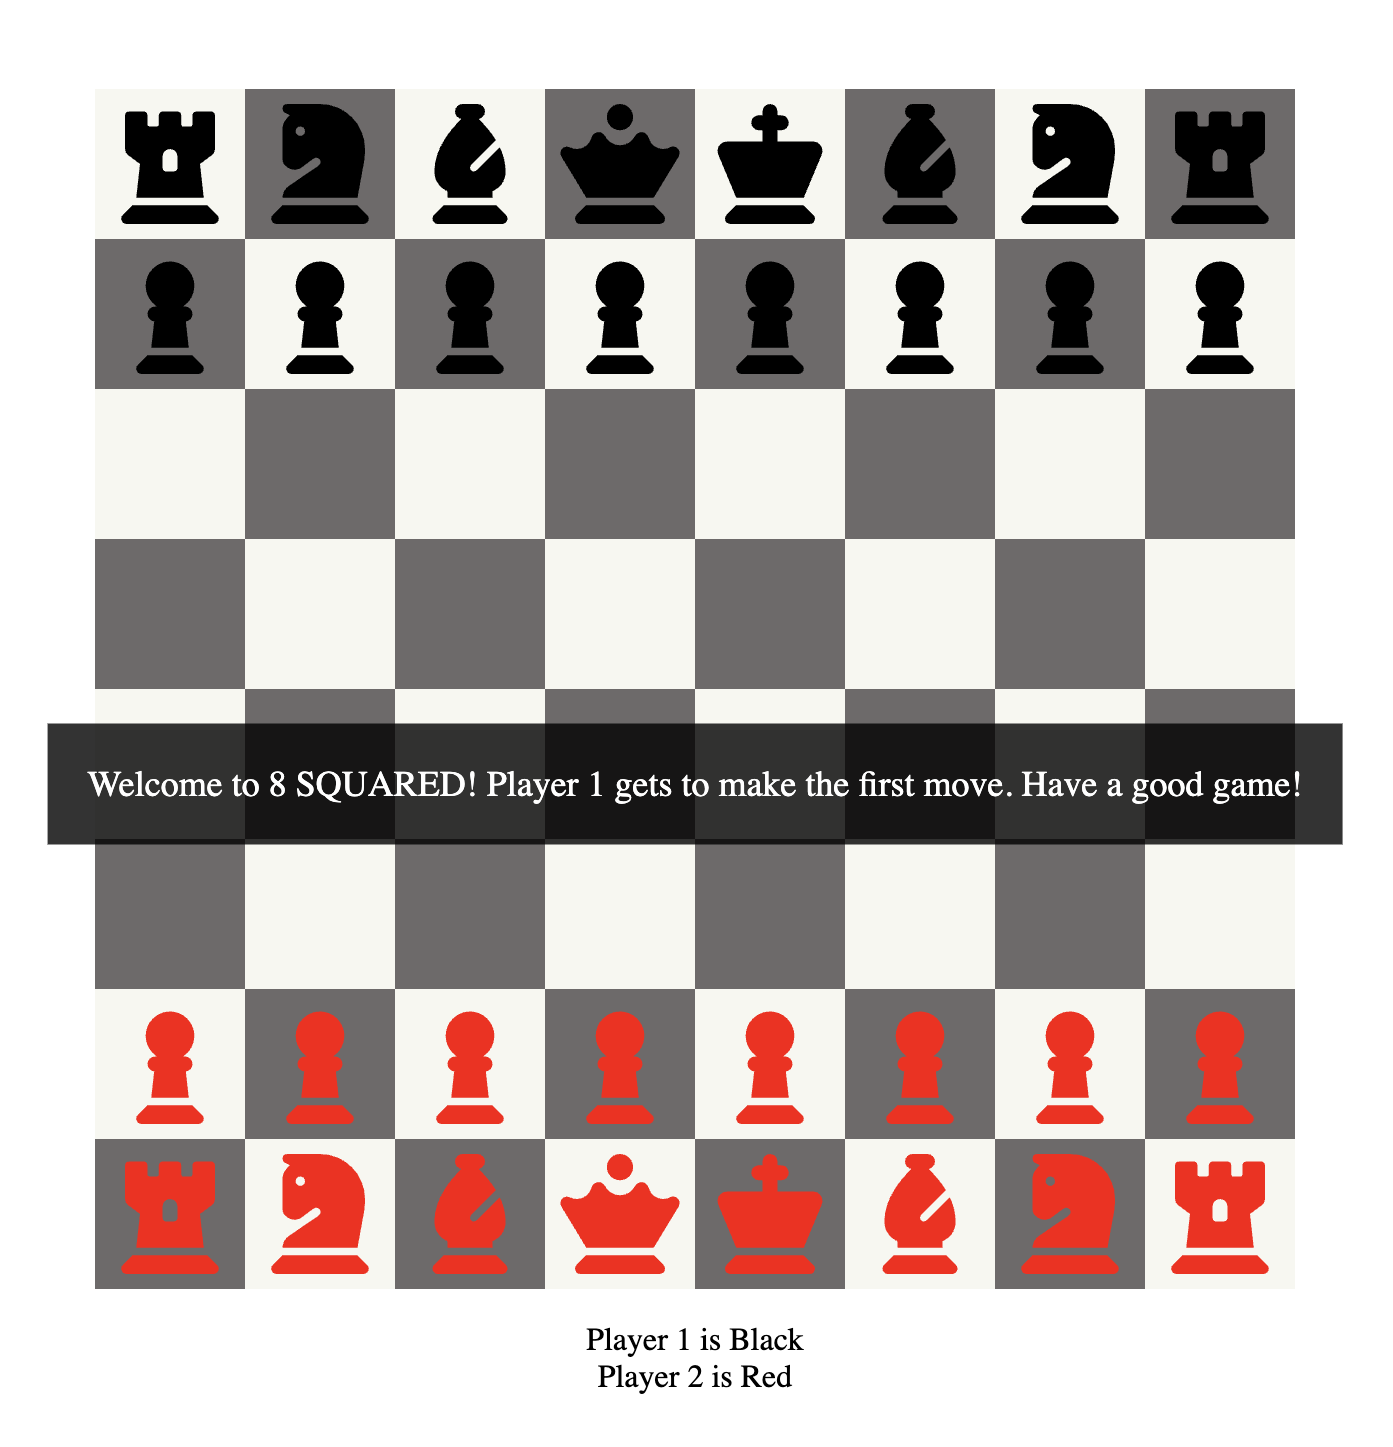 Welcome to 8 SQUARED! Player 1 gets to make the first move. Have a good game!
Player 1 is Black
Player 2 is Red